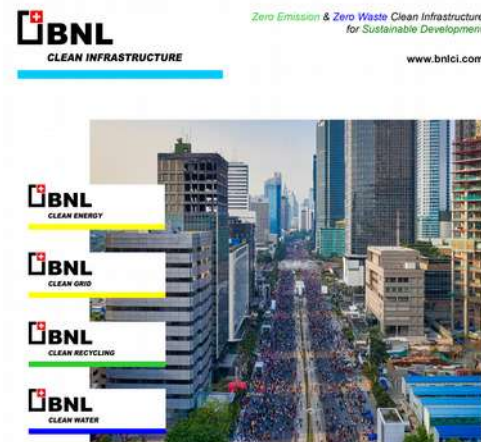 BNL
CLEAN INFRASTRUCTURE
Zero Emission & Zero Waste Clean Infrastructure
for Sustainable Development
www.bnlci.com
BNL
CLEAN ENERGY
BNL
CLEAN GRID
BNL
CLEAN RECYCLING
BNL
CLEAN WATER